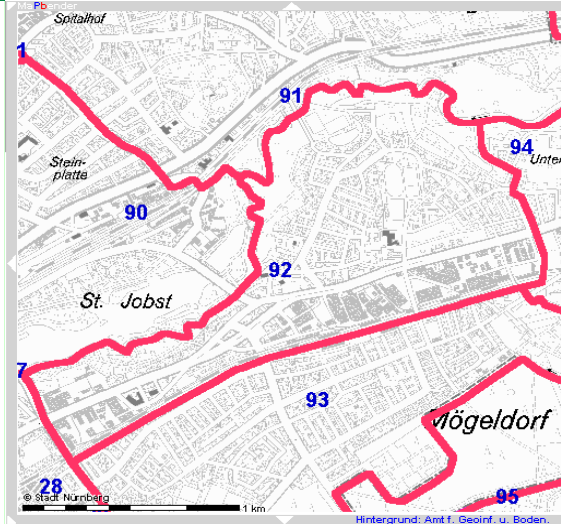 MaPbender
Spitalhof
1
91
Stein-
platte
94
Unter
90
92
St. Jobst
7
93
Mögeldorf
28
95
© Stadt Nürnberg
1 km
Hintergrund: Amt f. Geoinf. u. Boden.